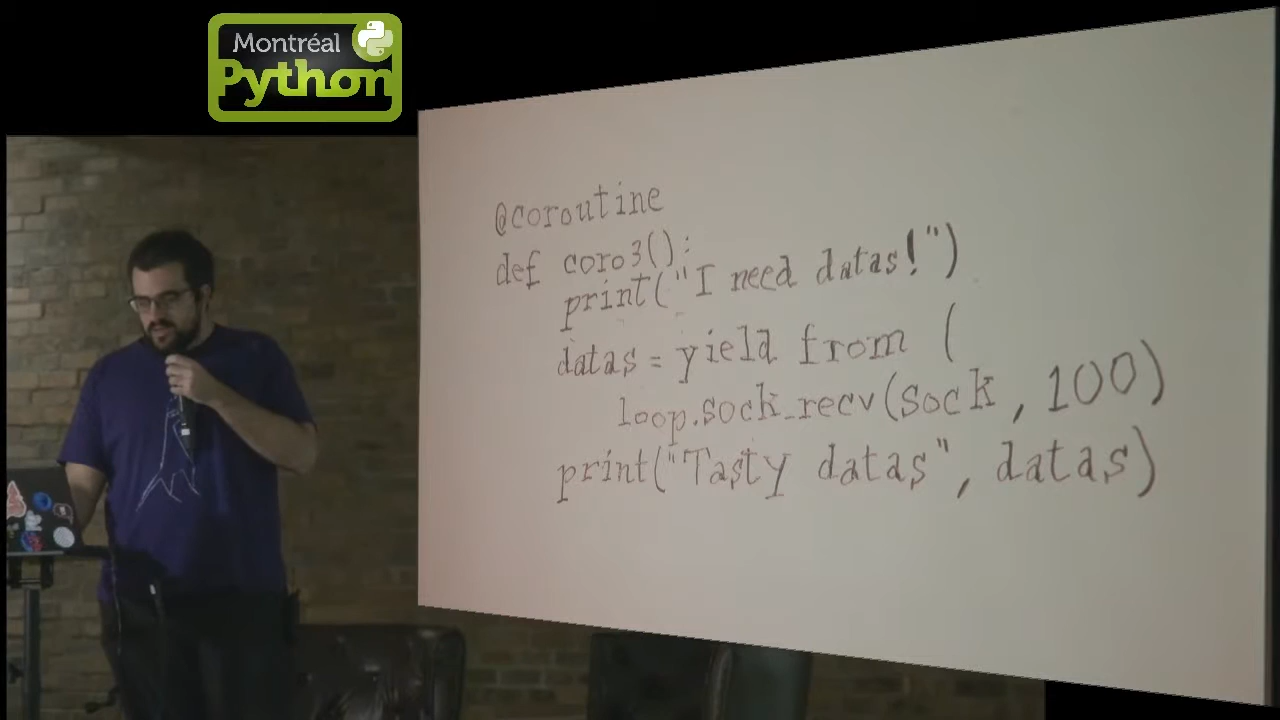 Montréal
Python
@coroutine
def coro3():
print("I need datas!")
datas = yield from (
loop.sock_recv(sock, 100)
print("Tasty datas", datas)